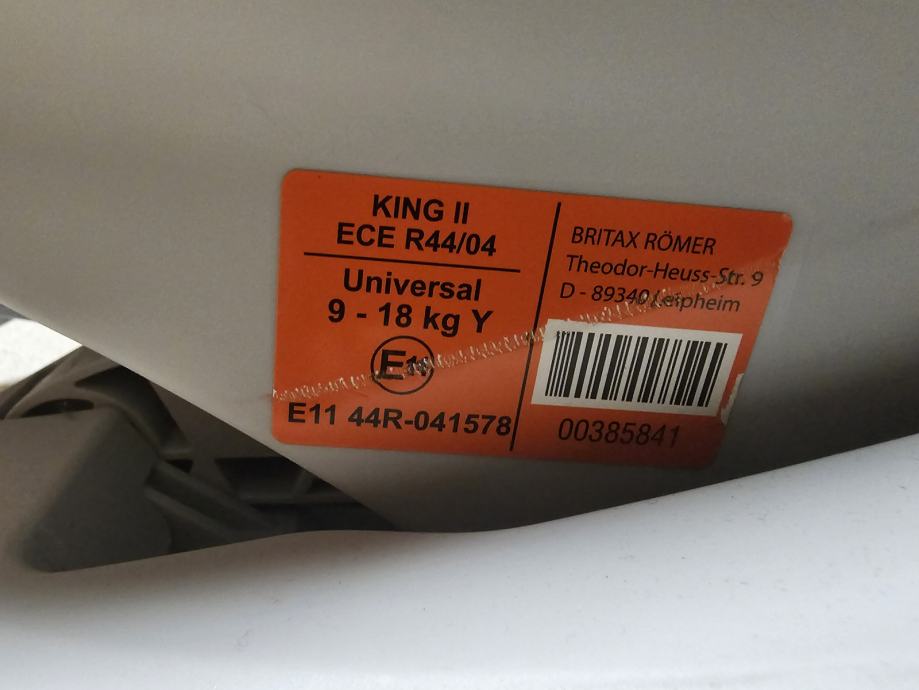 KING II
ECE R44/04
Universal
9 - 18 kg Y
E11
E11 44R-041578
BRITAX RÖMER
Theodor-Heuss-Str. 9
D - 89340 Leipheim
00385841